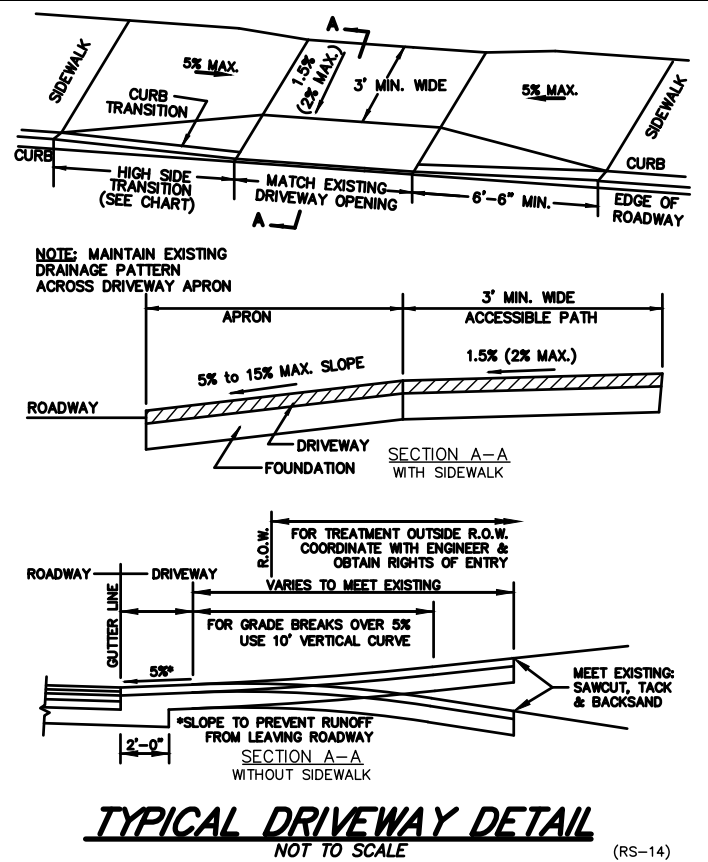 A
SIDEWALK
5% MAX.
1.5%
(2% MAX.)
3' MIN. WIDE
5% MAX.
SIDEWALK
CURB
TRANSITION
CURB
CURB
HIGH SIDE
TRANSITION
(SEE CHART)
MATCH EXISTING
DRIVEWAY OPENING
6'-6" MIN.
EDGE OF
ROADWAY
A
NOTE: MAINTAIN EXISTING
DRAINAGE PATTERN
ACROSS DRIVEWAY APRON
APRON
3' MIN. WIDE
ACCESSIBLE PATH
5% to 15% MAX. SLOPE
1.5% (2% MAX.)
ROADWAY
DRIVEWAY
FOUNDATION
SECTION A-A
WITH SIDEWALK
R.O.W.
FOR TREATMENT OUTSIDE R.O.W.
COORDINATE WITH ENGINEER &
OBTAIN RIGHTS OF ENTRY
ROADWAY
DRIVEWAY
GUTTER LINE
VARIES TO MEET EXISTING
FOR GRADE BREAKS OVER 5%
USE 10' VERTICAL CURVE
5%*
MEET EXISTING:
SAWCUT, TACK
& BACKSAND
*SLOPE TO PREVENT RUNOFF
FROM LEAVING ROADWAY
2'-0"
SECTION A-A
WITHOUT SIDEWALK
TYPICAL DRIVEWAY DETAIL
NOT TO SCALE
(RS-14)